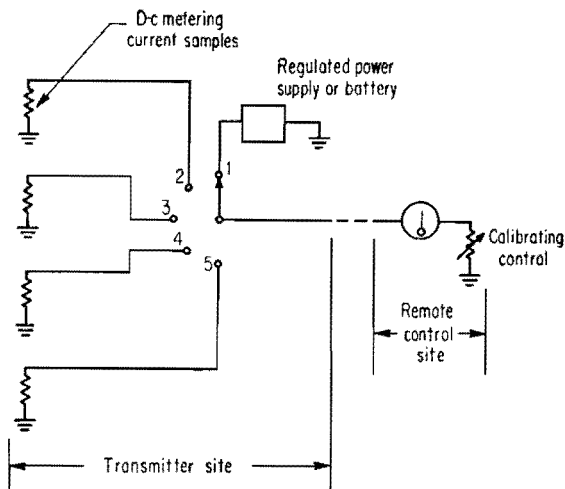 D-c metering
current samples
Regulated power
supply or battery
1
2
3
4
5
Calibrating
control
Remote
control
site
Transmitter site